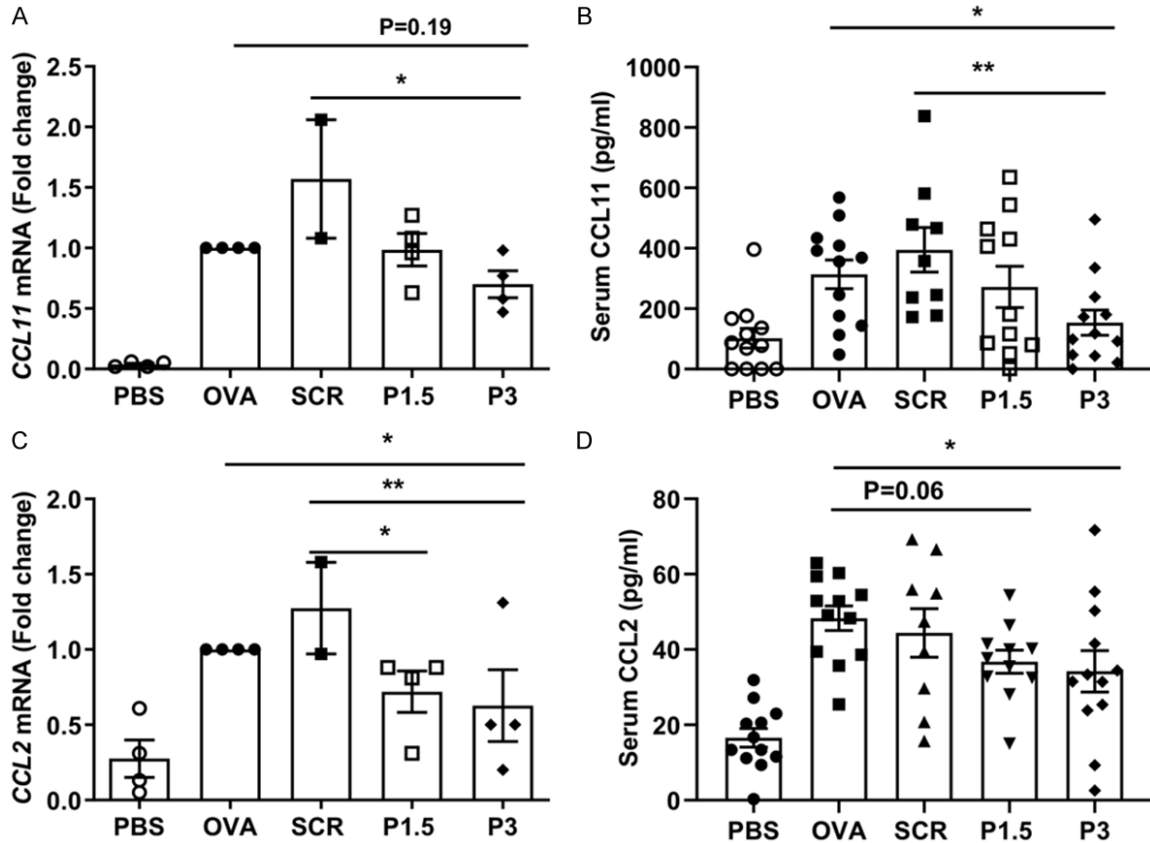 A
P=0.19
*
CCL11 mRNA (Fold change)
2.5
2.0
1.5
1.0
0.5
0.0
PBS OVA SCR P1.5 P3
B
*
**
Serum CCL11 (pg/ml)
1000
800
600
400
200
0
PBS OVA SCR P1.5 P3
C
*
**
*
CCL2 mRNA (Fold change)
2.0
1.5
1.0
0.5
0.0
PBS OVA SCR P1.5 P3
D
*
P=0.06
Serum CCL2 (pg/ml)
80
60
40
20
0
PBS OVA SCR P1.5 P3